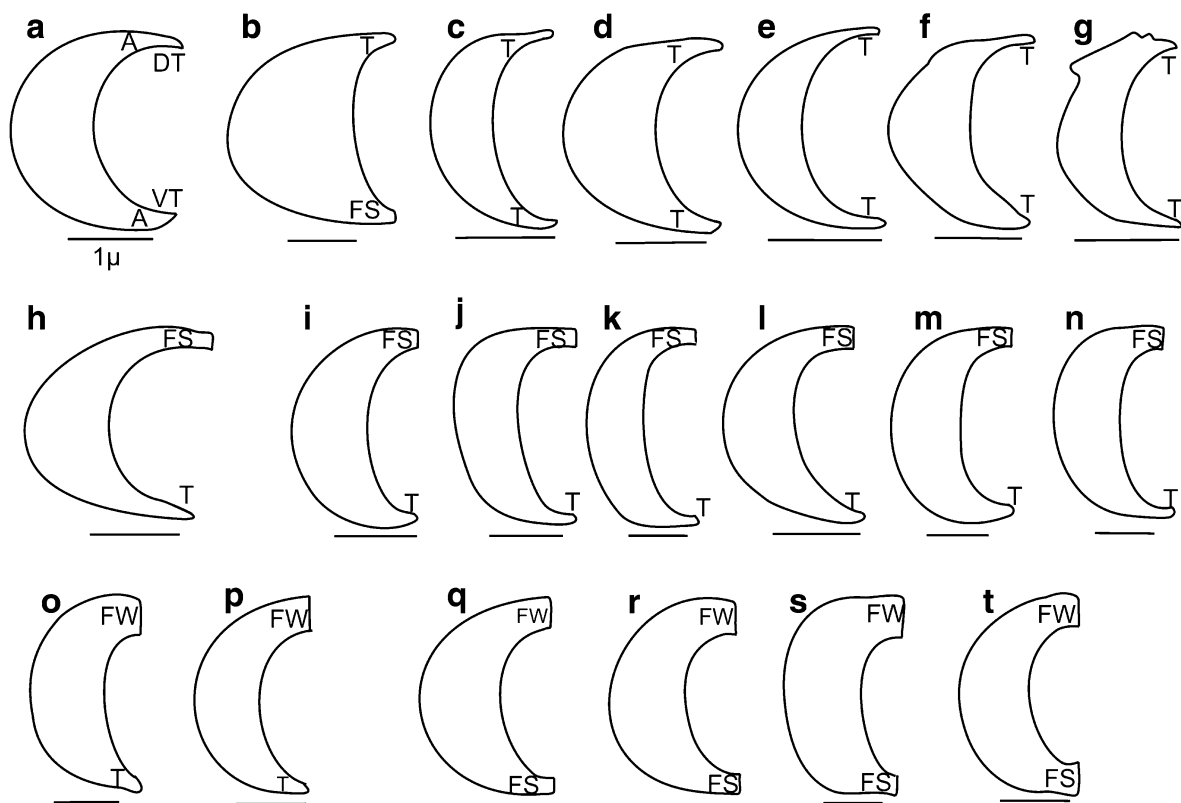 a b c d e f g
A T T T T T T
DT
VT
A FS T T T T T
1μ
h i j k l m n
FS FS FS FS FS FS FS
T T T T T T T
o p q r s t
FW FW FW FW FW FW
T T FS FS FS FS